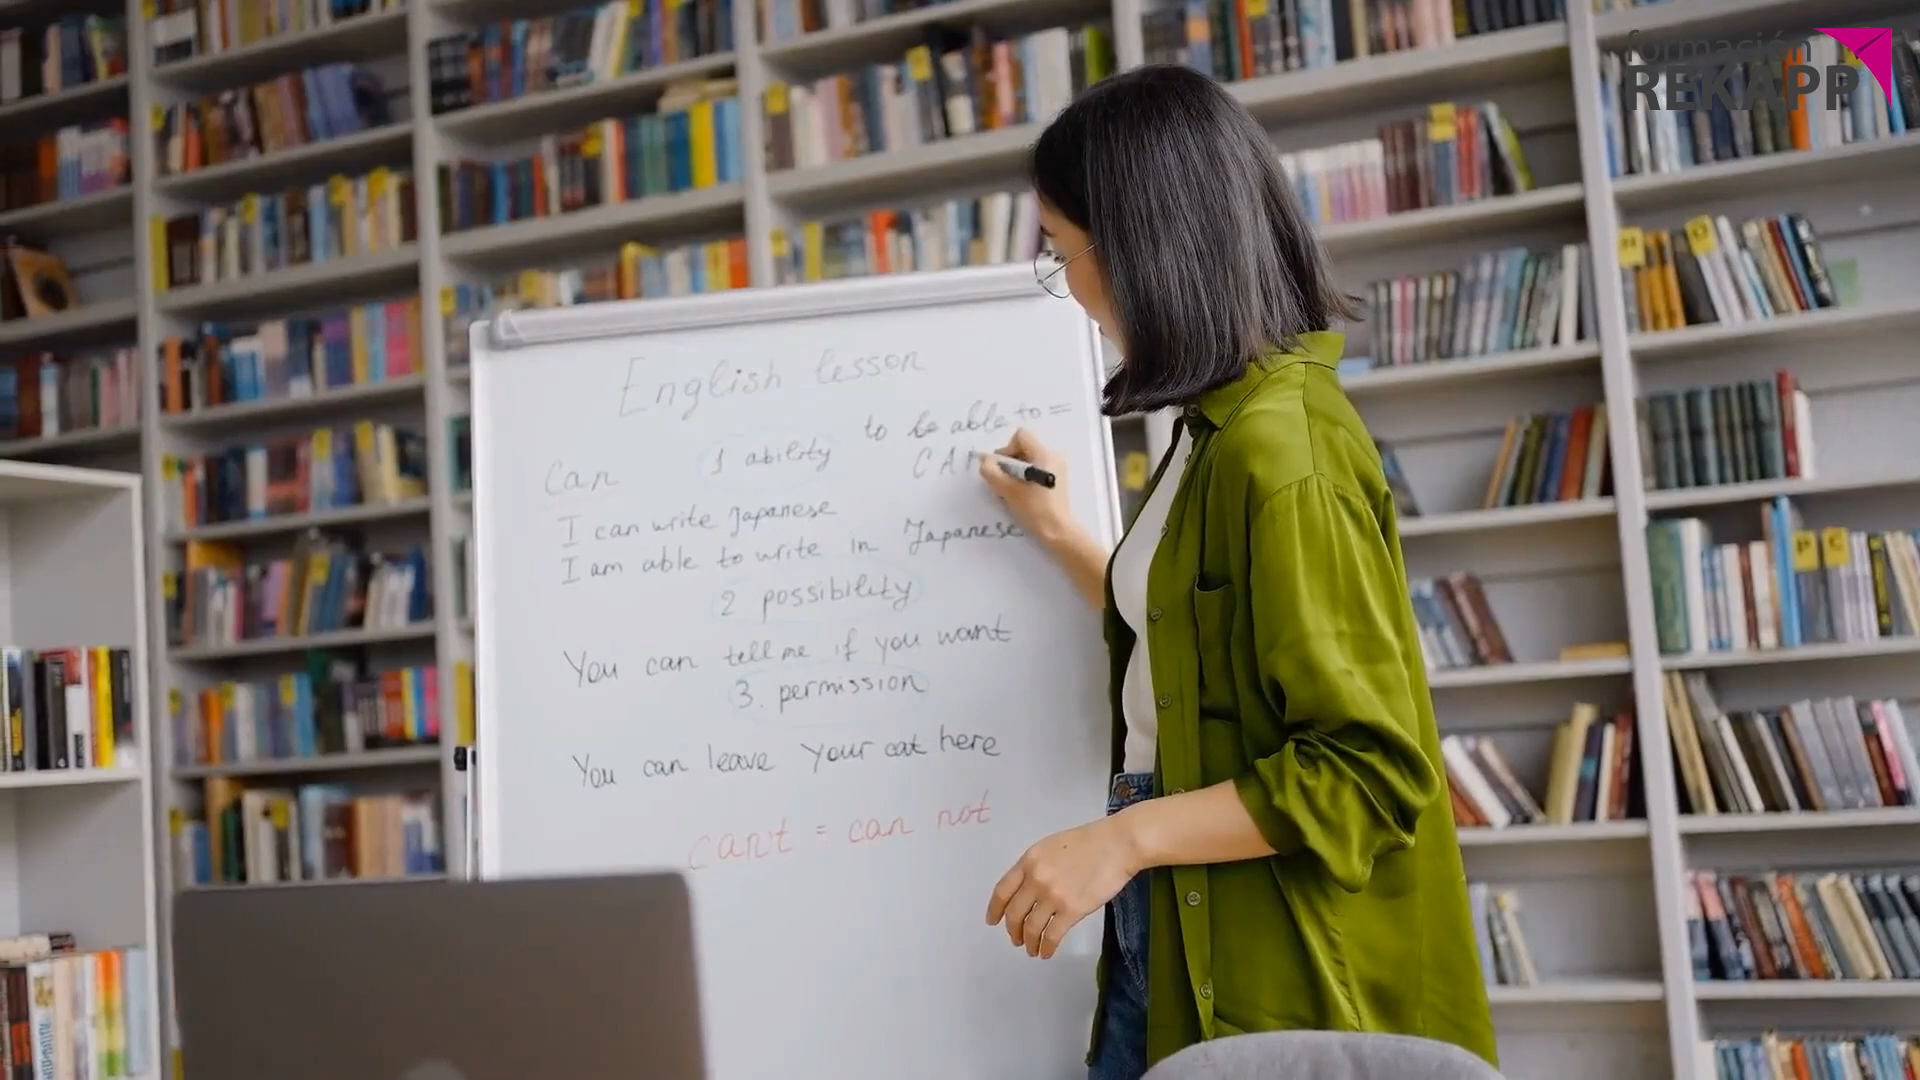 formación
REKAPP
English lesson
to be able to =
CAN
Can
1 ability
I can write Japanese
I am able to write in Japanese
2 possibility
You can tell me if you want
3. permission
You can leave your cat here
can't = can not
N
O
P
C